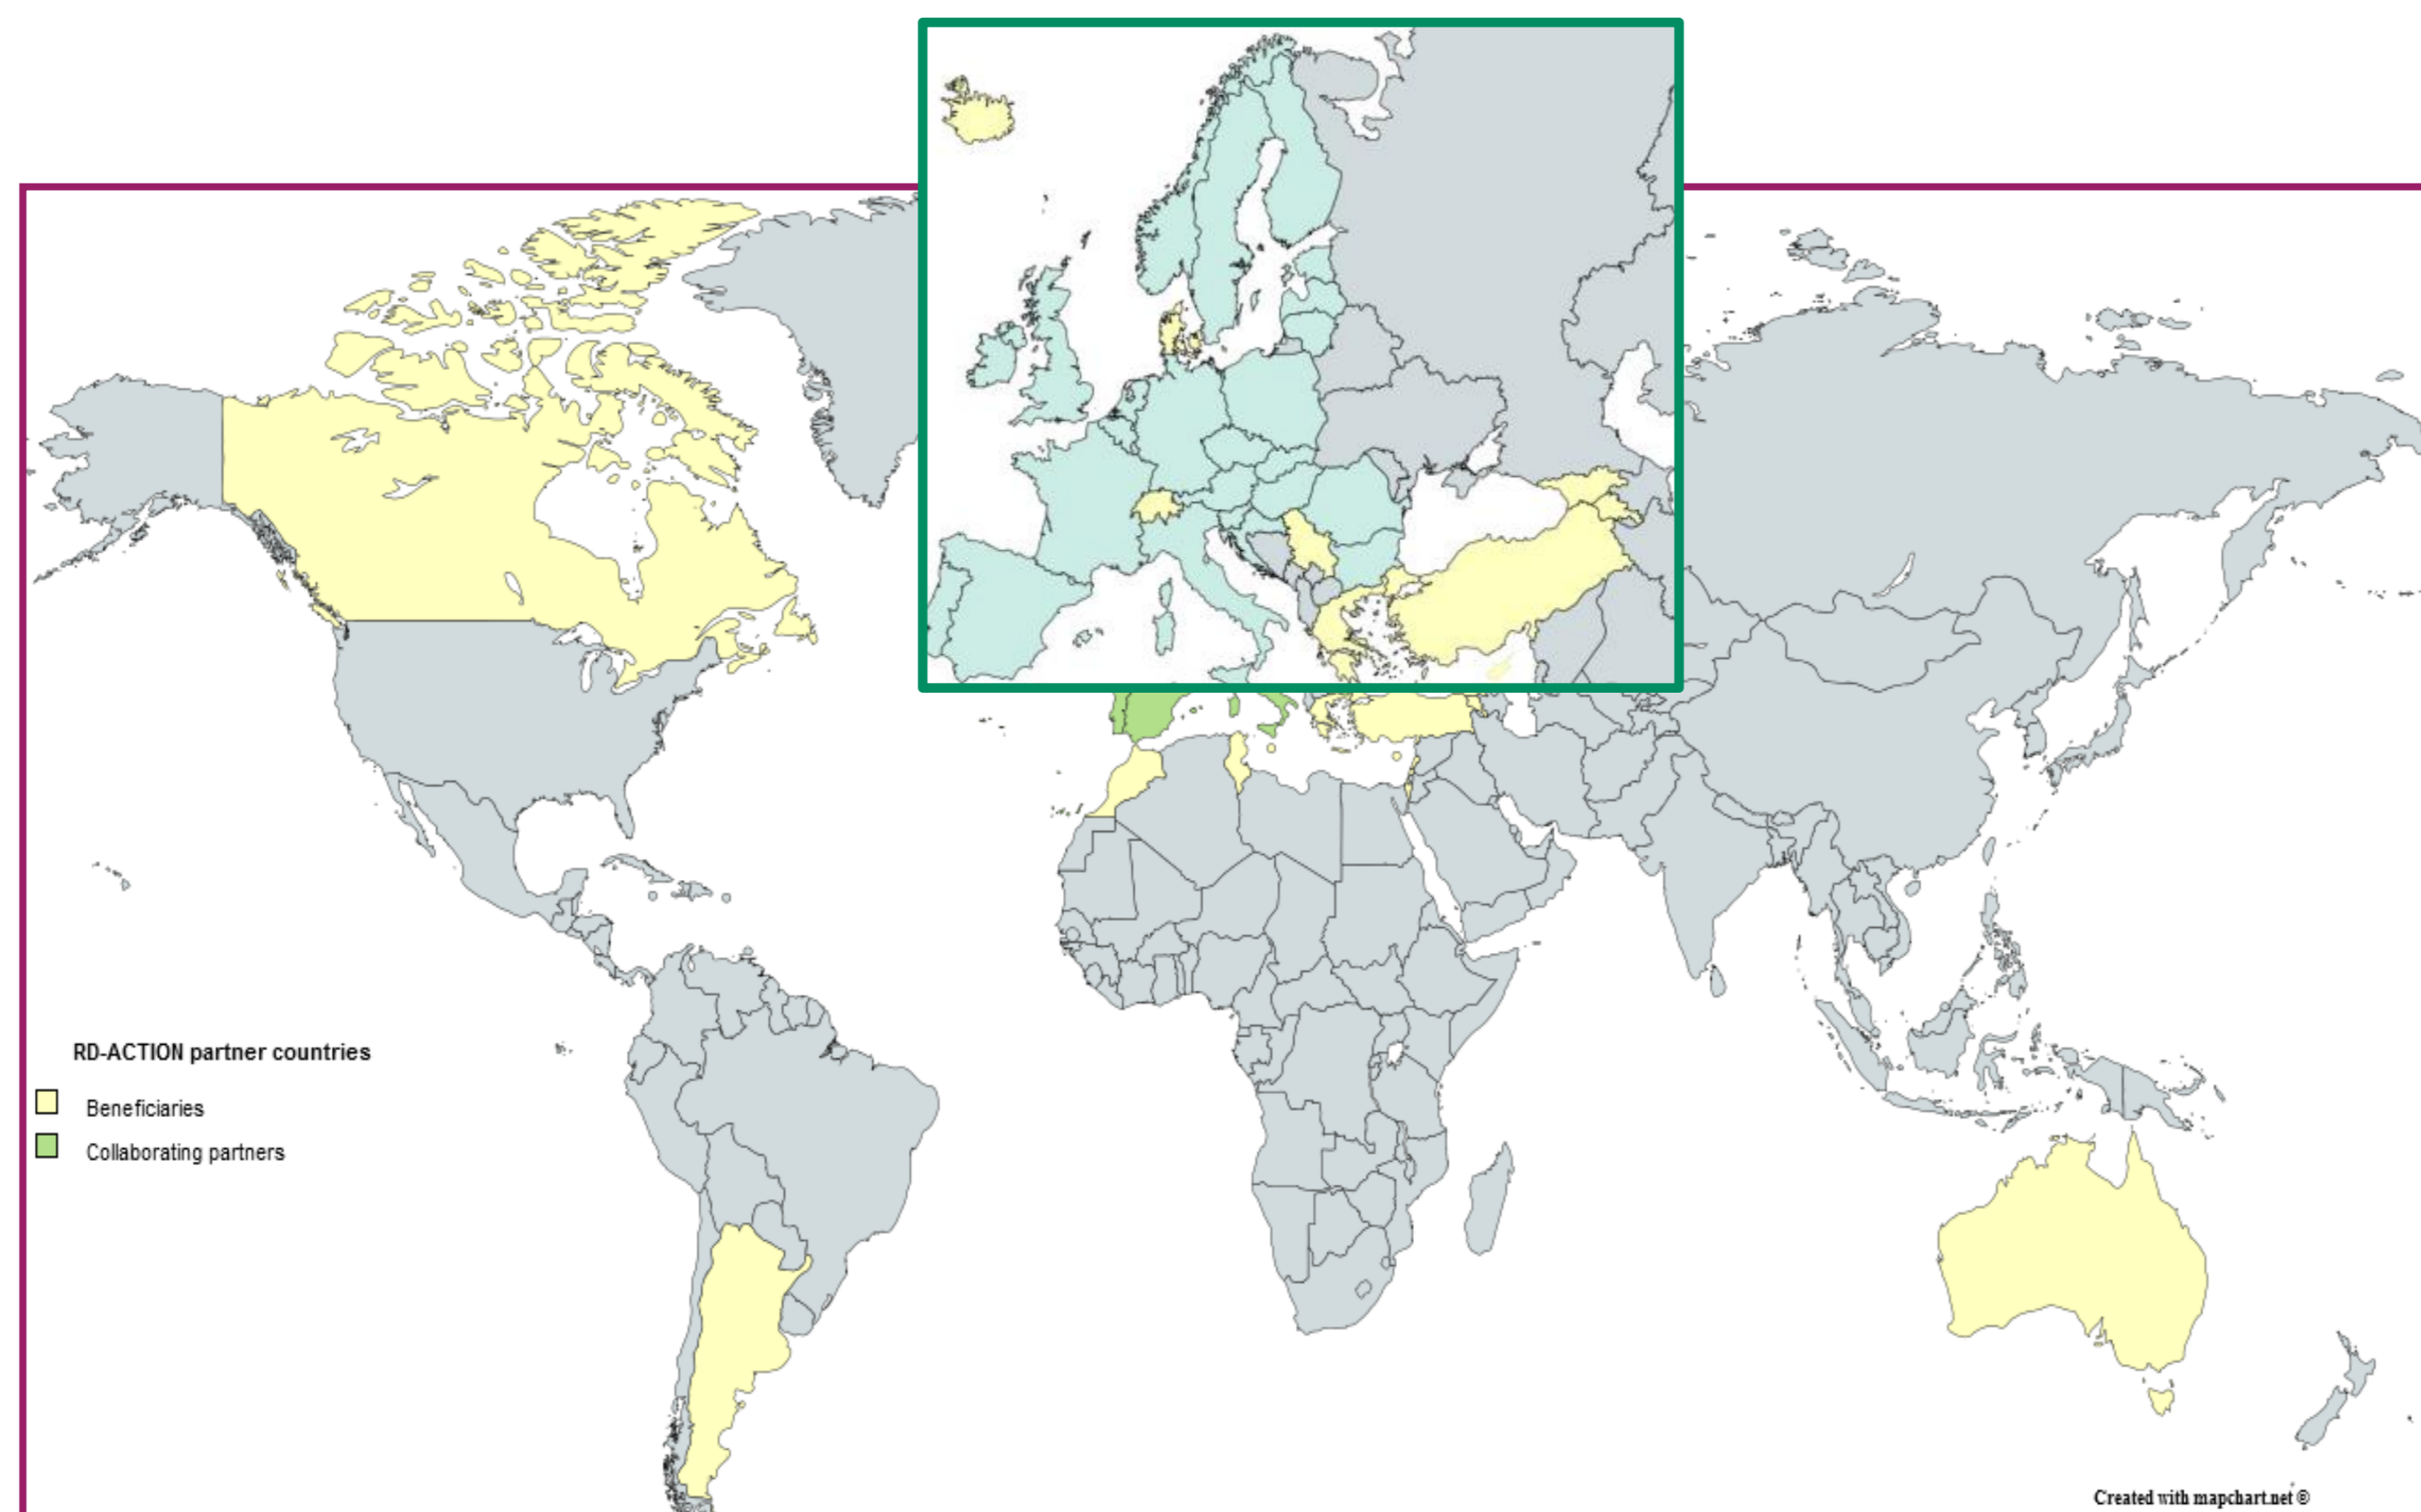 RD-ACTION partner countries
Beneficiaries
Collaborating partners
Created with mapchart.net ©